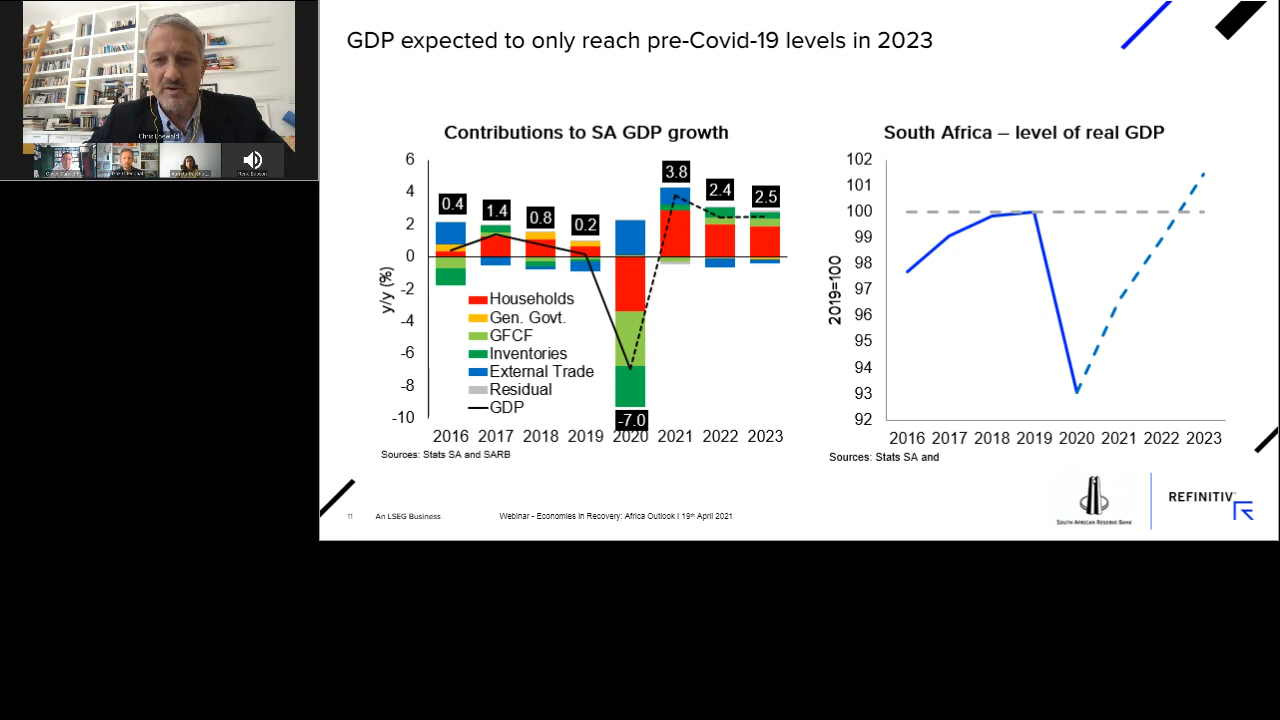 GDP expected to only reach pre-Covid-19 levels in 2023
Chris Loewald
Contributions to SA GDP growth
6
4
2
0
-2
-4
-6
-8
-10
y/y (%)
0.4
1.4
0.8
0.2
-7.0
3.8
2.4
2.5
Households
Gen. Govt.
GFCF
Inventories
External Trade
Residual
GDP
2016 2017 2018 2019 2020 2021 2022 2023
Sources: Stats SA and SARB
South Africa – level of real GDP
102
101
100
99
98
97
96
95
94
93
92
2019=100
2016 2017 2018 2019 2020 2021 2022 2023
Sources: Stats SA and
SOUTH AFRICAN RESERVE BANK
REFINITIV
11 An LSEG Business Webinar - Economies in Recovery: Africa Outlook I 19th April 2021